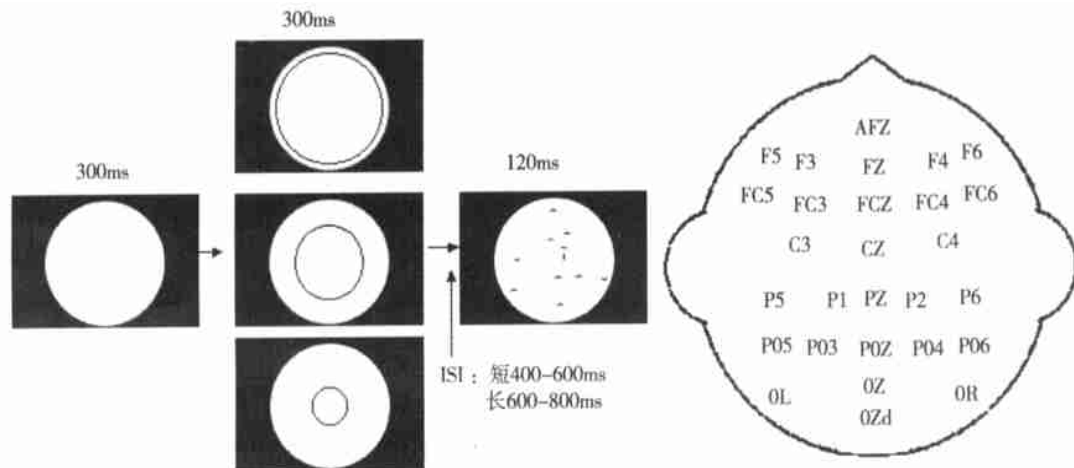 300ms
300ms
120ms
ISI：短400-600ms
长600-800ms
AFZ
F5 F3 FZ F4 F6
FC5 FC3 FCZ FC4 FC6
C3 CZ C4
P5 P1 PZ P2 P6
P05 P03 P0Z P04 P06
0L 0Z 0R
0Zd